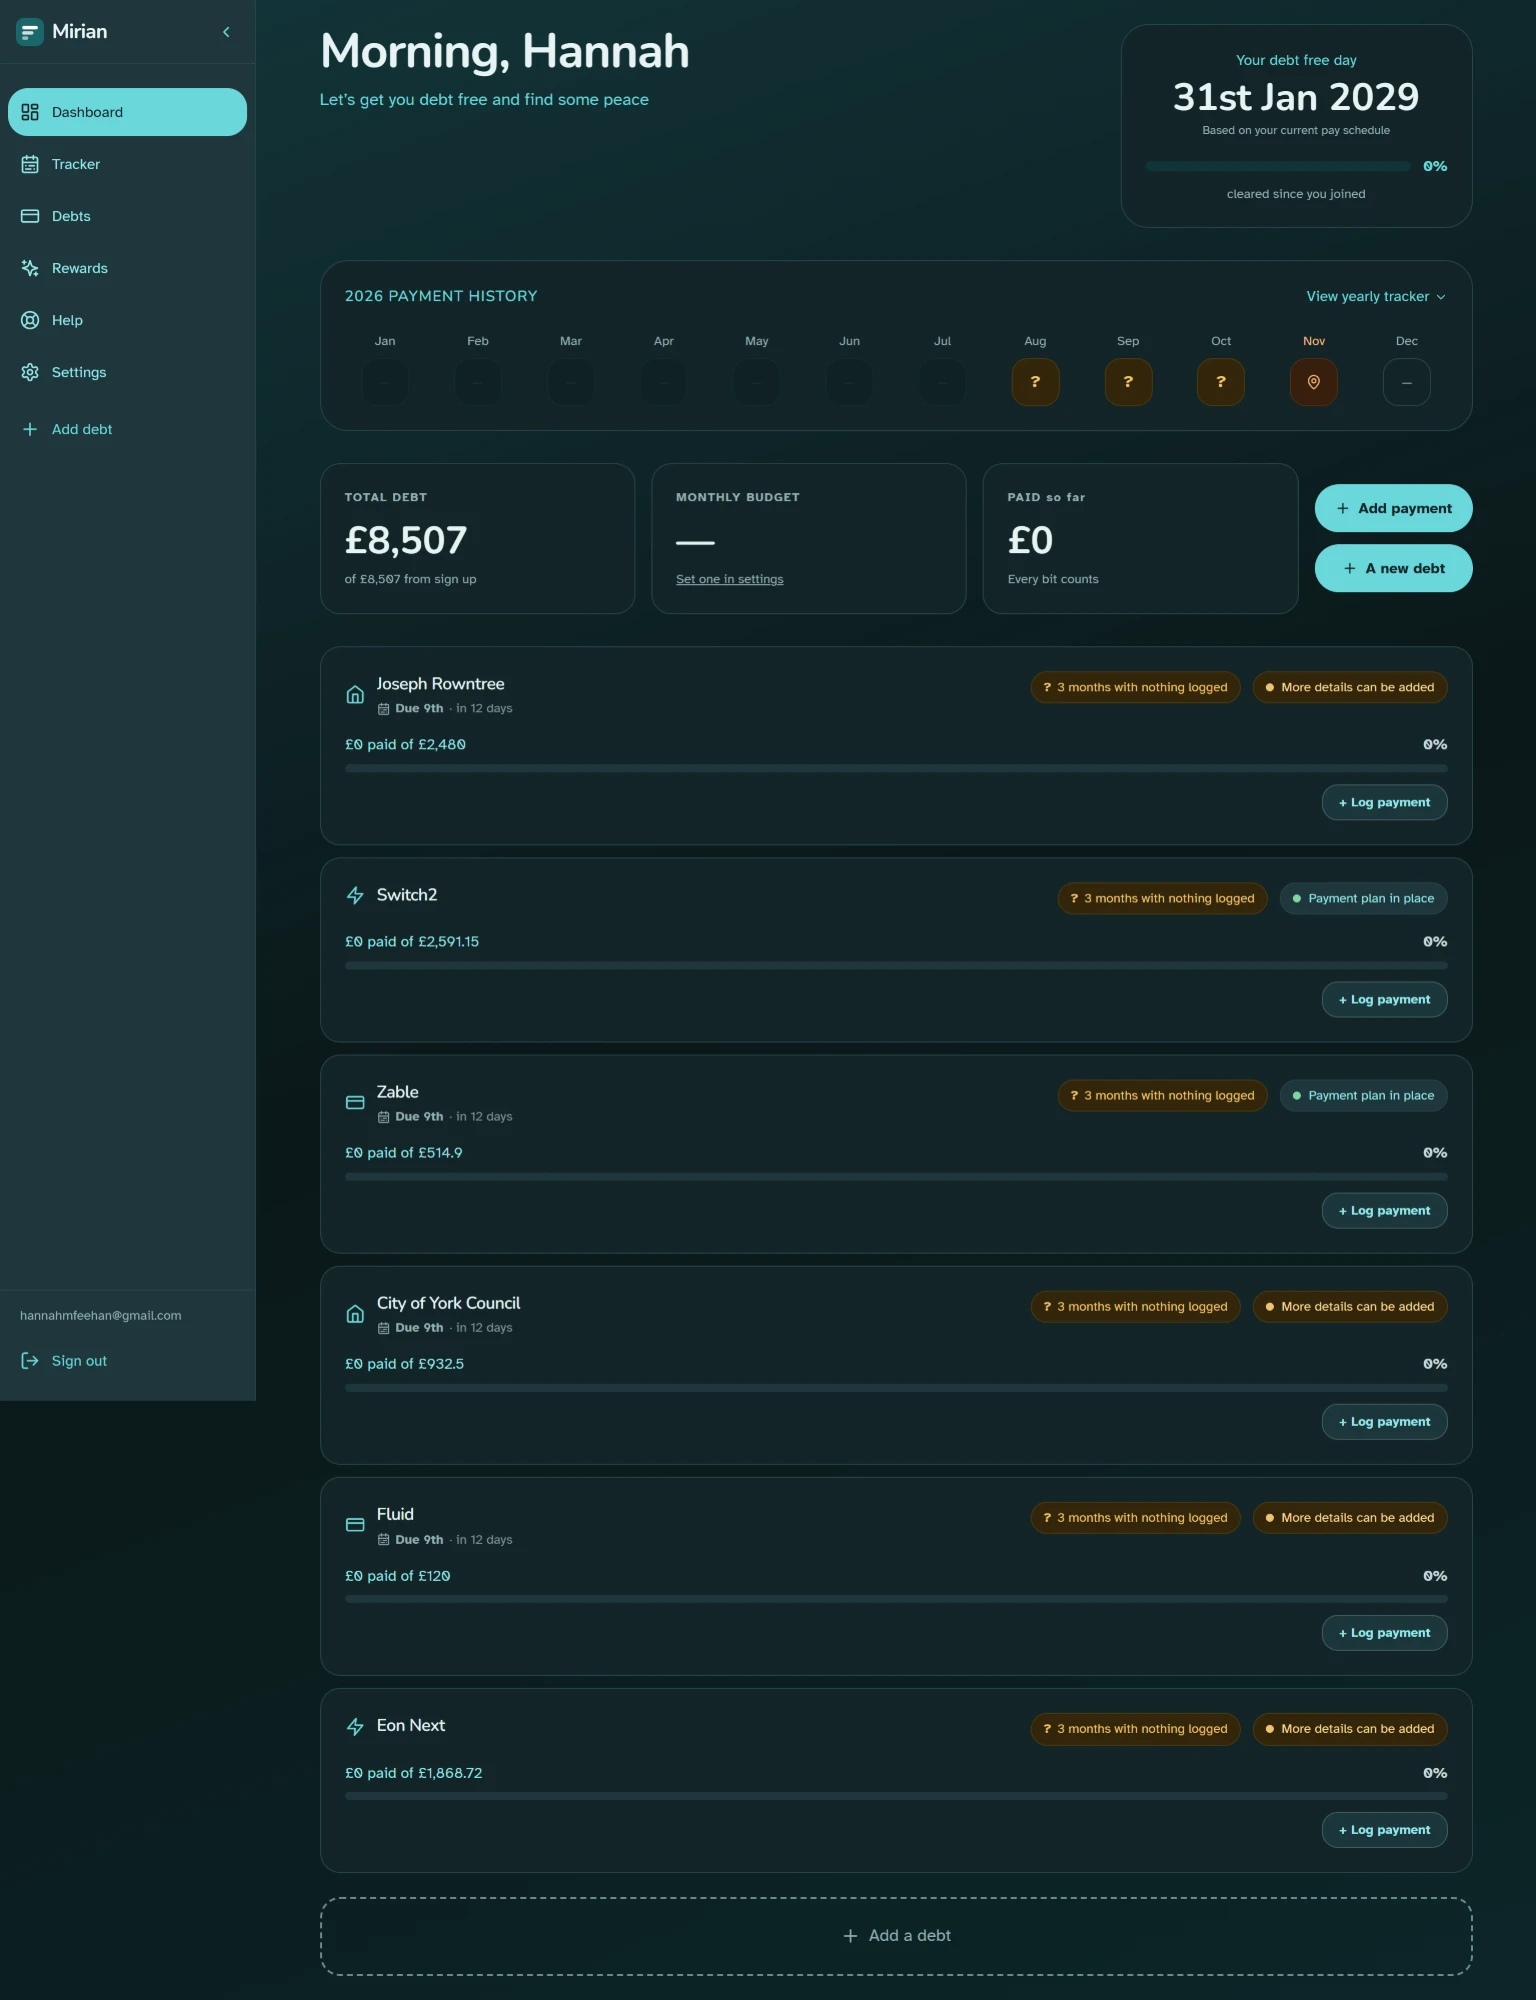 Mirian
Dashboard
Tracker
Debts
Rewards
Help
Settings
Add debt
hannahmfeehan@gmail.com
Sign out
Morning, Hannah
Let's get you debt free and find some peace
Your debt free day
31st Jan 2029
Based on your current pay schedule
0%
cleared since you joined
2026 PAYMENT HISTORY
View yearly tracker
Jan Feb Mar Apr May Jun Jul Aug Sep Oct Nov Dec
– – – – – – – ? ? ? –
TOTAL DEBT
£8,507
of £8,507 from sign up
MONTHLY BUDGET
—
Set one in settings
PAID so far
£0
Every bit counts
+ Add payment
+ A new debt
Joseph Rowntree
Due 9th · in 12 days
? 3 months with nothing logged
More details can be added
£0 paid of £2,480
0%
+ Log payment
Switch2
? 3 months with nothing logged
Payment plan in place
£0 paid of £2,591.15
0%
+ Log payment
Zable
Due 9th · in 12 days
? 3 months with nothing logged
Payment plan in place
£0 paid of £514.9
0%
+ Log payment
City of York Council
Due 9th · in 12 days
? 3 months with nothing logged
More details can be added
£0 paid of £932.5
0%
+ Log payment
Fluid
Due 9th · in 12 days
? 3 months with nothing logged
More details can be added
£0 paid of £120
0%
+ Log payment
Eon Next
? 3 months with nothing logged
More details can be added
£0 paid of £1,868.72
0%
+ Log payment
+ Add a debt